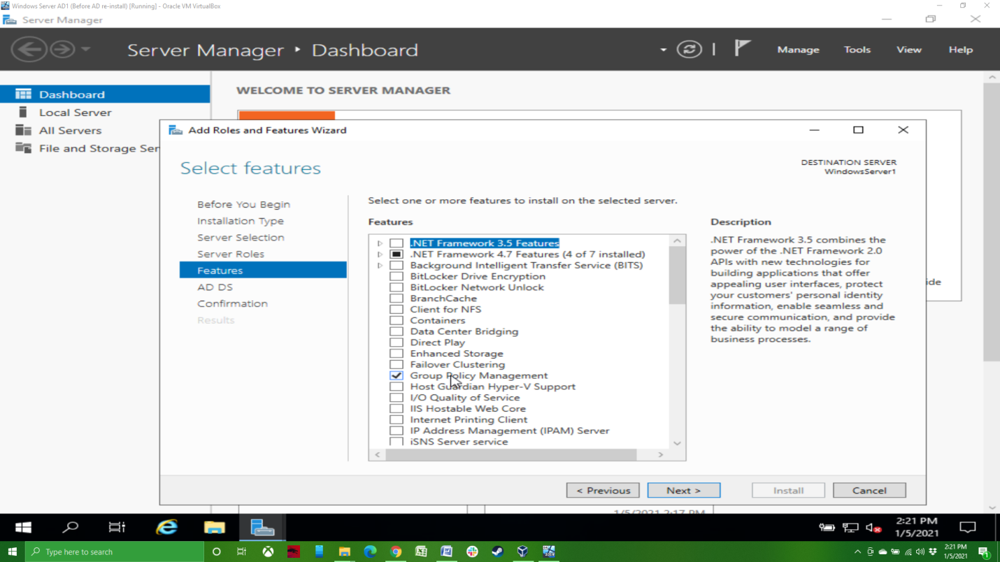 Windows Server AD1 (Before AD re-install) [Running] - Oracle VM VirtualBox
Server Manager
Server Manager ‣ Dashboard
Manage Tools View Help
Dashboard
Local Server
All Servers
File and Storage Ser
WELCOME TO SERVER MANAGER
Add Roles and Features Wizard
Select features
DESTINATION SERVER
WindowsServer1
Before You Begin
Installation Type
Server Selection
Server Roles
Features
AD DS
Confirmation
Results
Select one or more features to install on the selected server.
Features
.NET Framework 3.5 Features
.NET Framework 4.7 Features (4 of 7 installed)
Background Intelligent Transfer Service (BITS)
BitLocker Drive Encryption
BitLocker Network Unlock
BranchCache
Client for NFS
Containers
Data Center Bridging
Direct Play
Enhanced Storage
Failover Clustering
Group Policy Management
Host Guardian Hyper-V Support
I/O Quality of Service
IIS Hostable Web Core
Internet Printing Client
IP Address Management (IPAM) Server
iSNS Server service
Description
.NET Framework 3.5 combines the
power of the .NET Framework 2.0
APIs with new technologies for
building applications that offer
appealing user interfaces, protect
your customers' personal identity
information, enable seamless and
secure communication, and provide
the ability to model a range of
business processes.
ide
< Previous
Next >
Install
Cancel
1/5/2021 2:17 PM
2:21 PM
1/5/2021
Type here to search
2:21 PM
1/5/2021